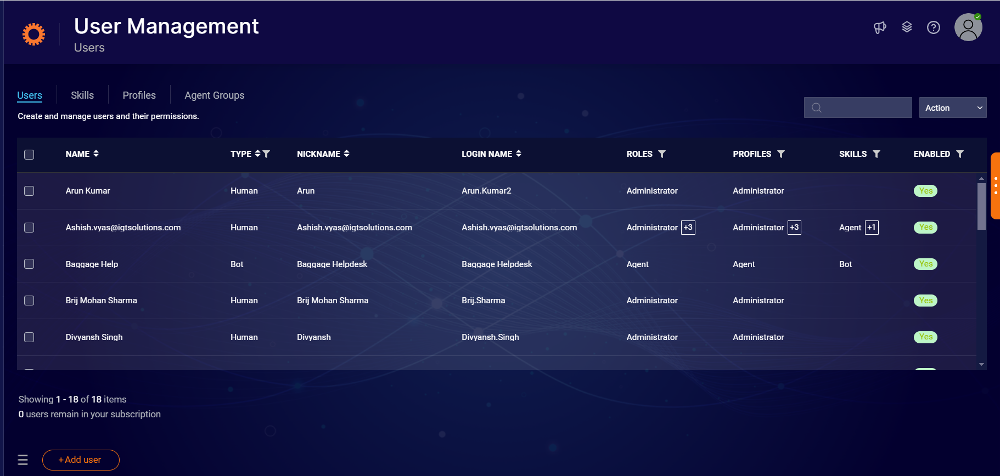 User Management
Users
Users Skills Profiles Agent Groups
Create and manage users and their permissions.
Action
NAME TYPE NICKNAME LOGIN NAME ROLES PROFILES SKILLS ENABLED
Arun Kumar Human Arun Arun.Kumar2 Administrator Administrator Yes
Ashish.vyas@igtsolutions.com Human Ashish.vyas@igtsolutions.com Ashish.vyas@igtsolutions.com Administrator +3 Administrator +3 Agent +1 Yes
Baggage Help Bot Baggage Helpdesk Baggage Helpdesk Agent Agent Bot Yes
Brij Mohan Sharma Human Brij Mohan Sharma Brij.Sharma Administrator Administrator Yes
Divyansh Singh Human Divyansh Divyansh.Singh Administrator Administrator Yes
Showing 1 - 18 of 18 items
0 users remain in your subscription
+ Add user